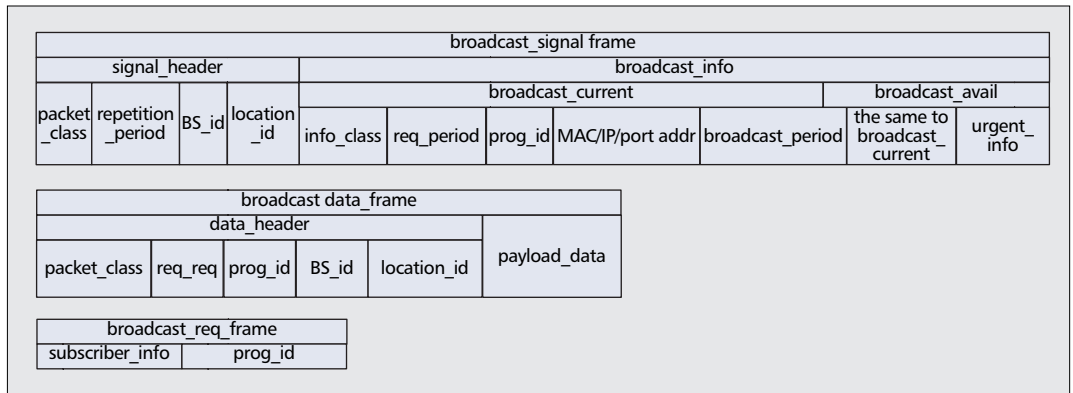 broadcast_signal frame
signal_header
broadcast_info
packet
_class
repetition
_period
BS_id
location
_id
broadcast_current
broadcast_avail
info_class
req_period
prog_id
MAC/IP/port addr
broadcast_period
the same to
broadcast_
current
urgent_
info
broadcast data_frame
data_header
payload_data
packet_class
req_req
prog_id
BS_id
location_id
broadcast_req_frame
subscriber_info
prog_id